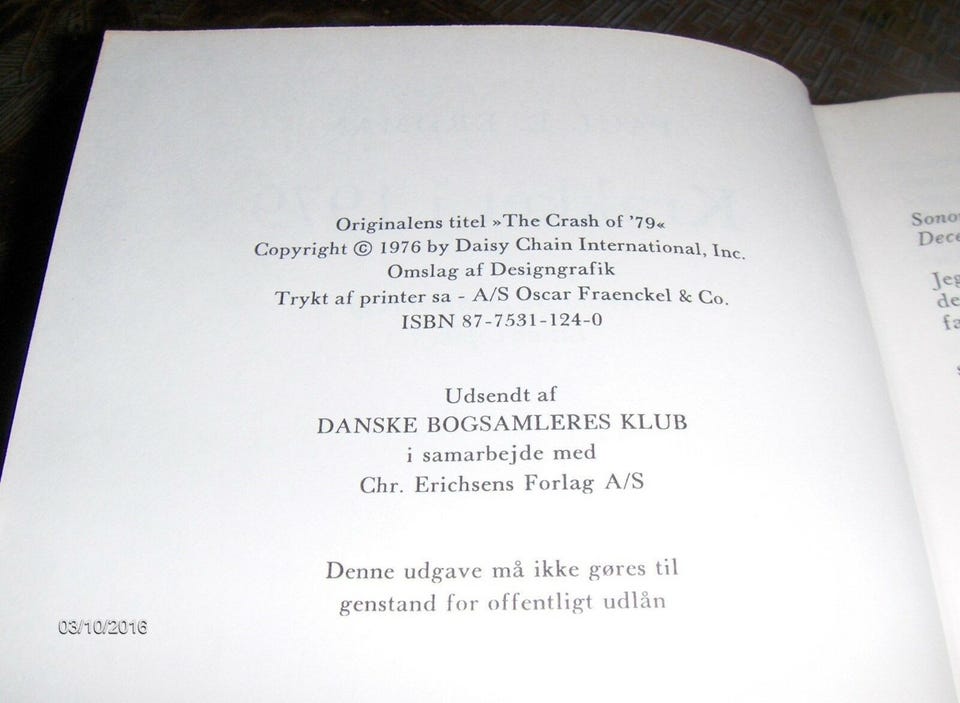 Originalens titel »The Crash of ’79«
Copyright © 1976 by Daisy Chain International, Inc.
Omslag af Designgrafik
Trykt af printer sa - A/S Oscar Fraenckel & Co.
ISBN 87-7531-124-0
Udsendt af
DANSKE BOGSAMLERES KLUB
i samarbejde med
Chr. Erichsens Forlag A/S
Denne udgave må ikke gøres til
genstand for offentligt udlån
03/10/2016
Jeg
de